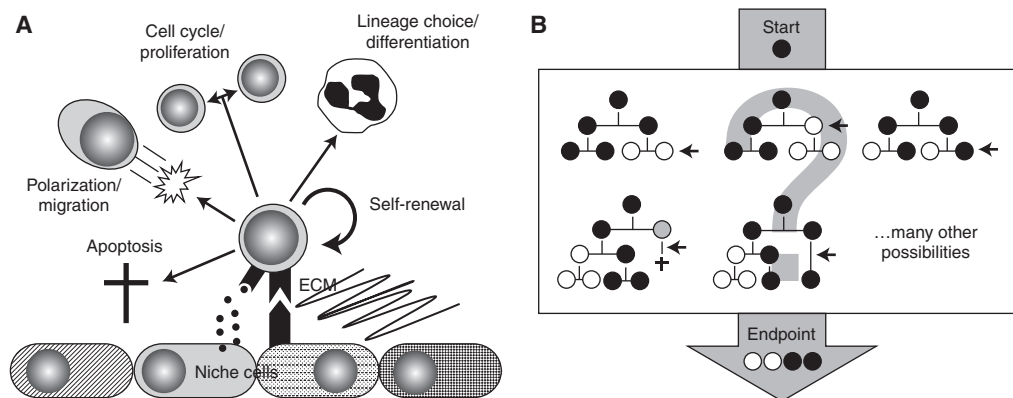 A
Cell cycle/
proliferation
Lineage choice/
differentiation
Polarization/
migration
Self-renewal
Apoptosis
ECM
Niche cells
B
Start
...many other
possibilities
Endpoint